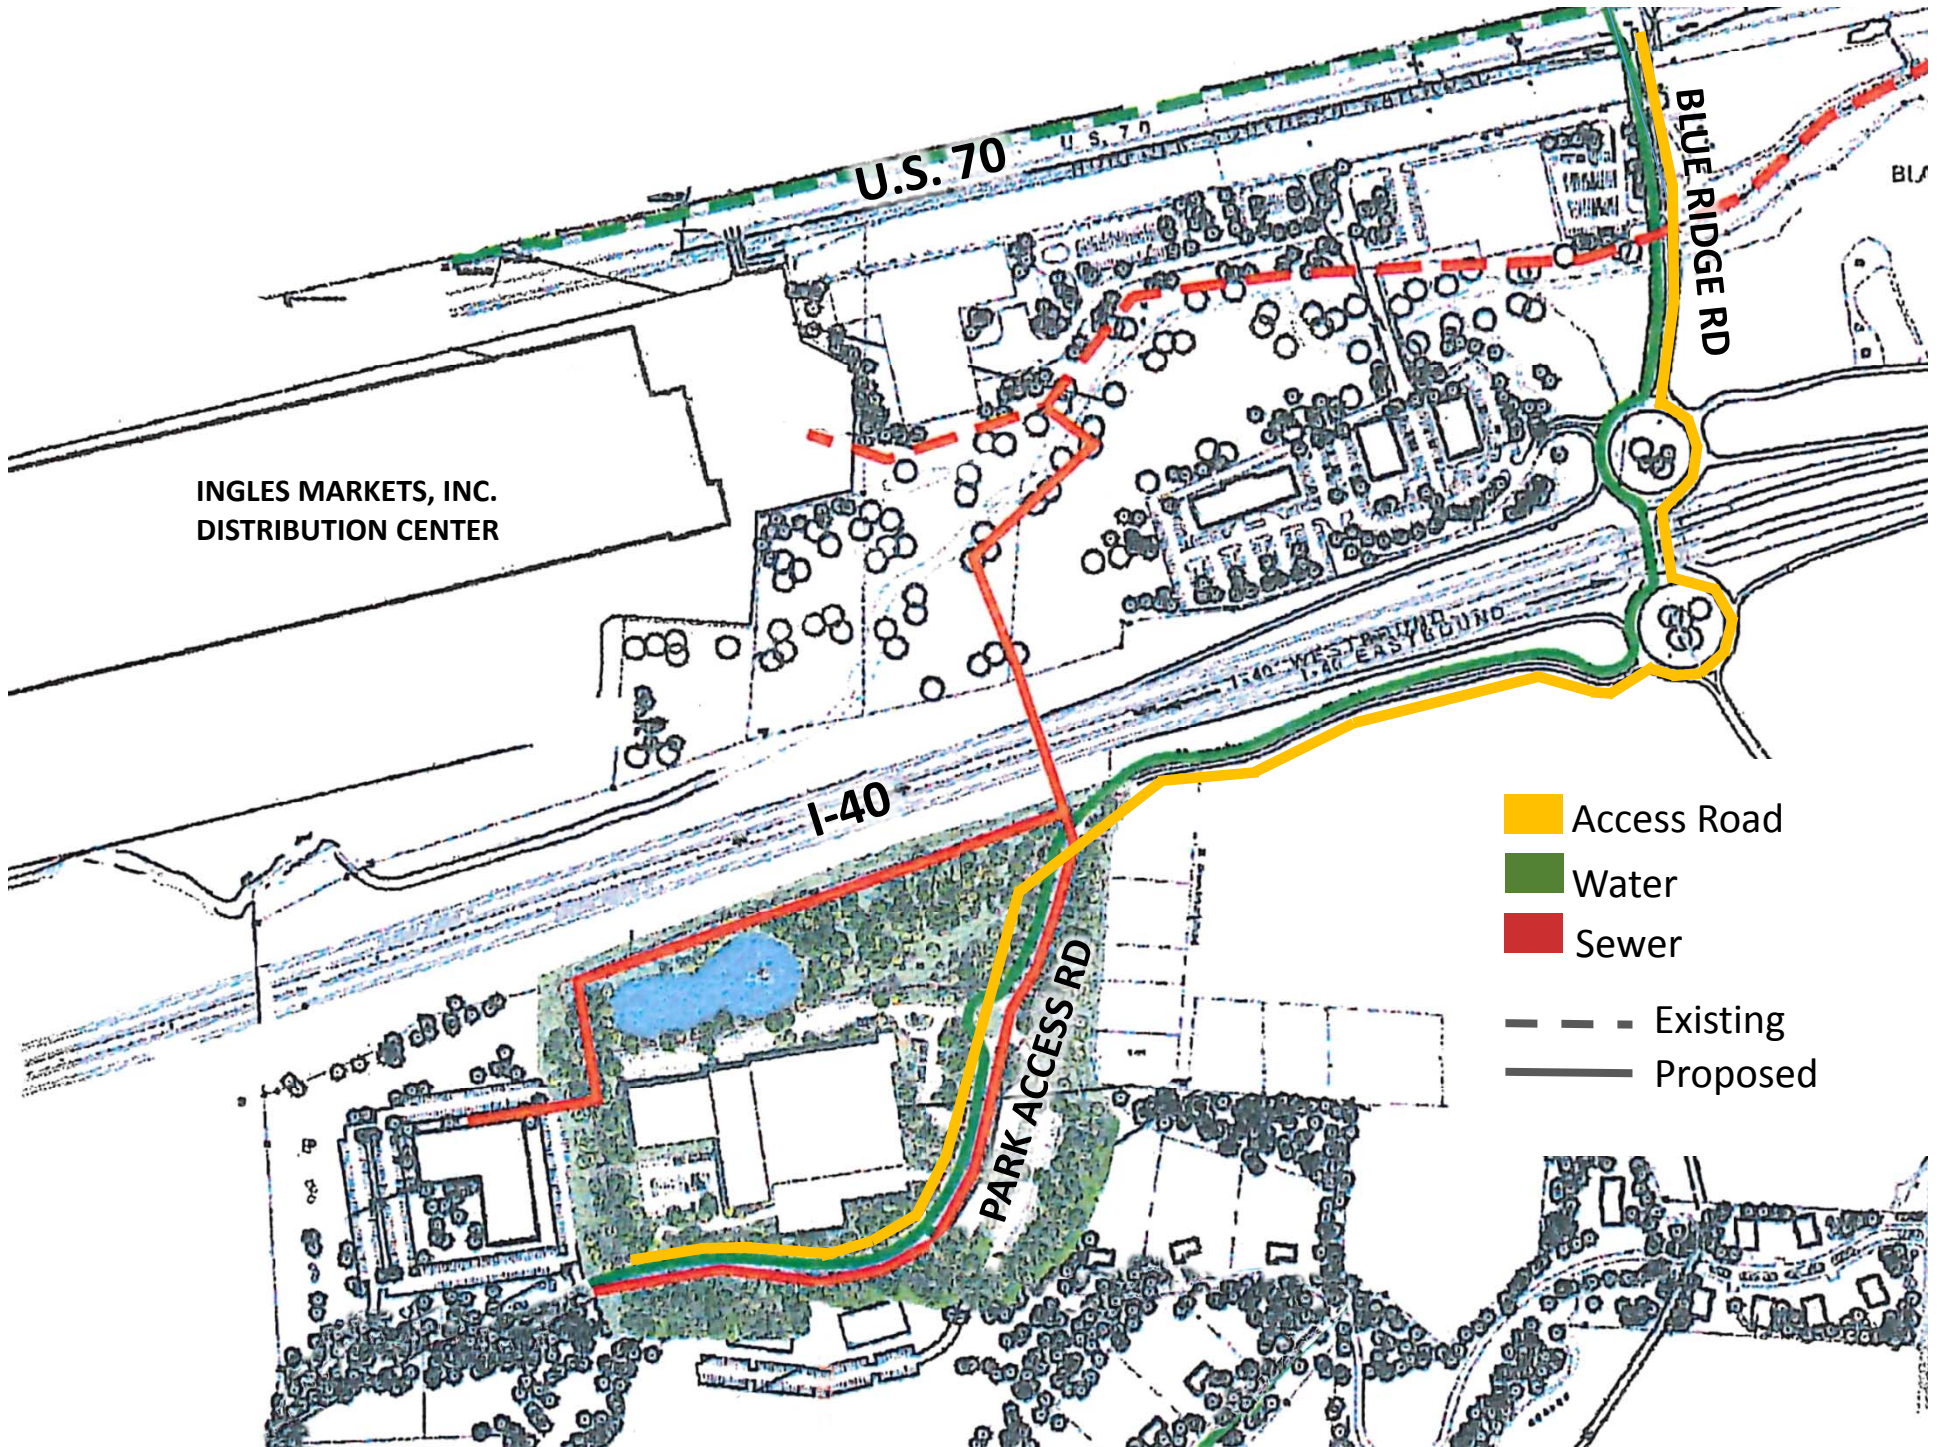 U.S. 70
U.S. 70
BLUE RIDGE RD
BLA
INGLES MARKETS, INC.
DISTRIBUTION CENTER
I-40 WESTBOUND
I-40 EASTBOUND
I-40
Access Road
Water
Sewer
PARK ACCESS RD
Existing
Proposed